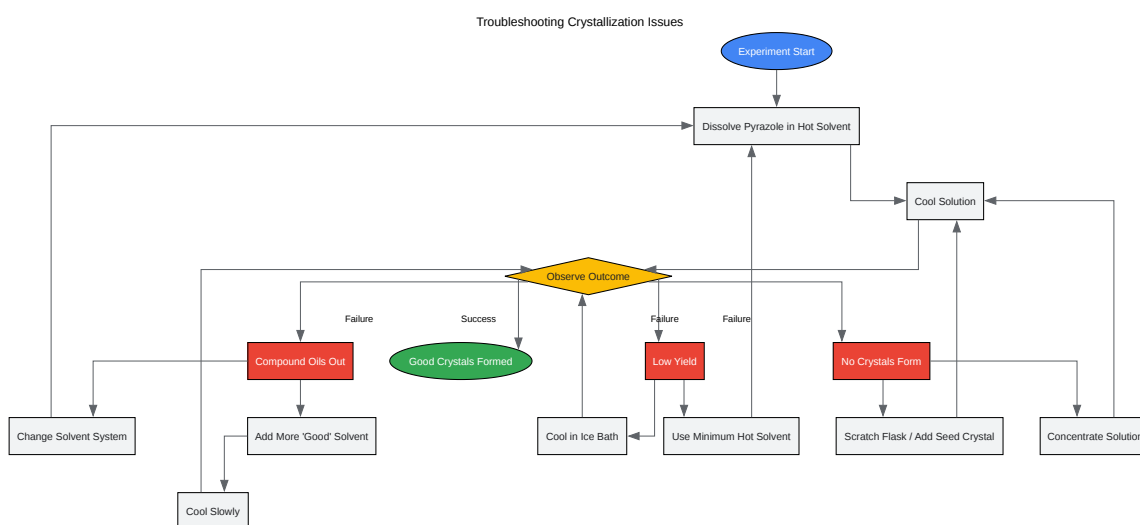 Troubleshooting Crystallization Issues
Experiment Start
Dissolve Pyrazole in Hot Solvent
Cool Solution
Observe Outcome
Failure
Success
Failure
Failure
Compound Oils Out
Good Crystals Formed
Low Yield
No Crystals Form
Change Solvent System
Add More 'Good' Solvent
Cool in Ice Bath
Use Minimum Hot Solvent
Scratch Flask / Add Seed Crystal
Concentrate Solution
Cool Slowly